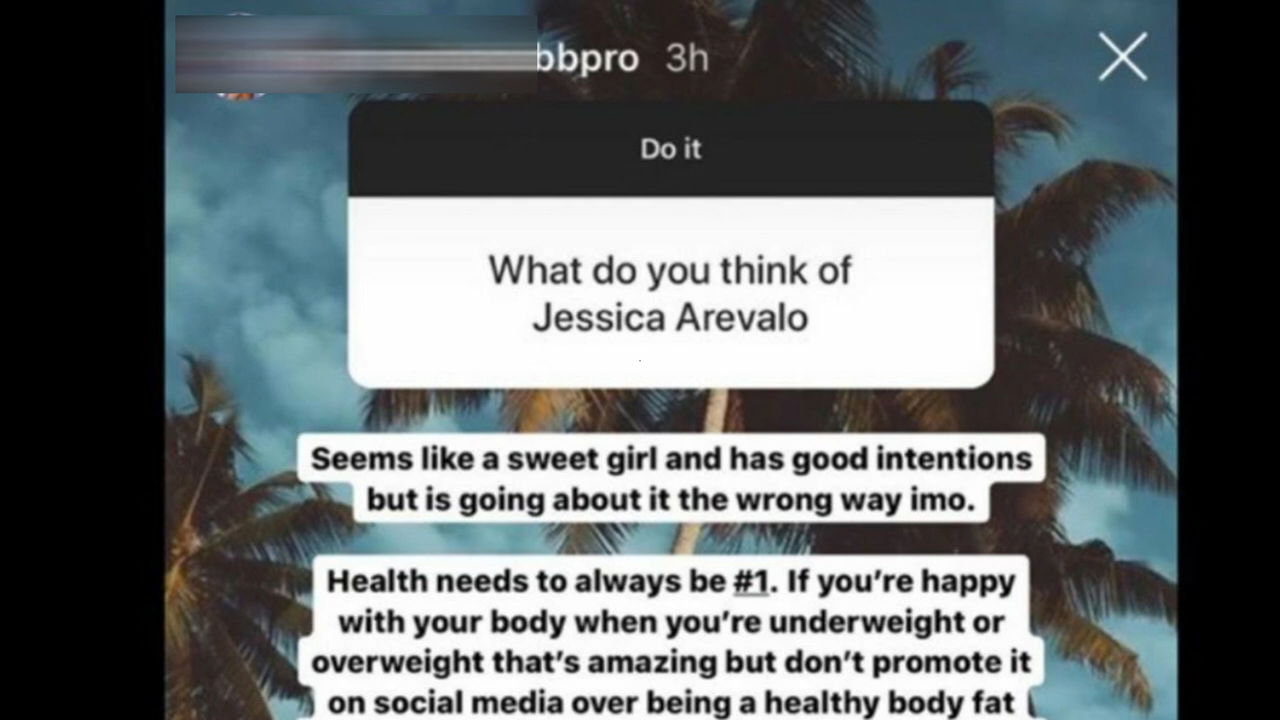 bbpro 3h
Do it
What do you think of
Jessica Arevalo
Seems like a sweet girl and has good intentions
but is going about it the wrong way imo.
Health needs to always be #1. If you’re happy
with your body when you’re underweight or
overweight that’s amazing but don’t promote it
on social media over being a healthy body fat